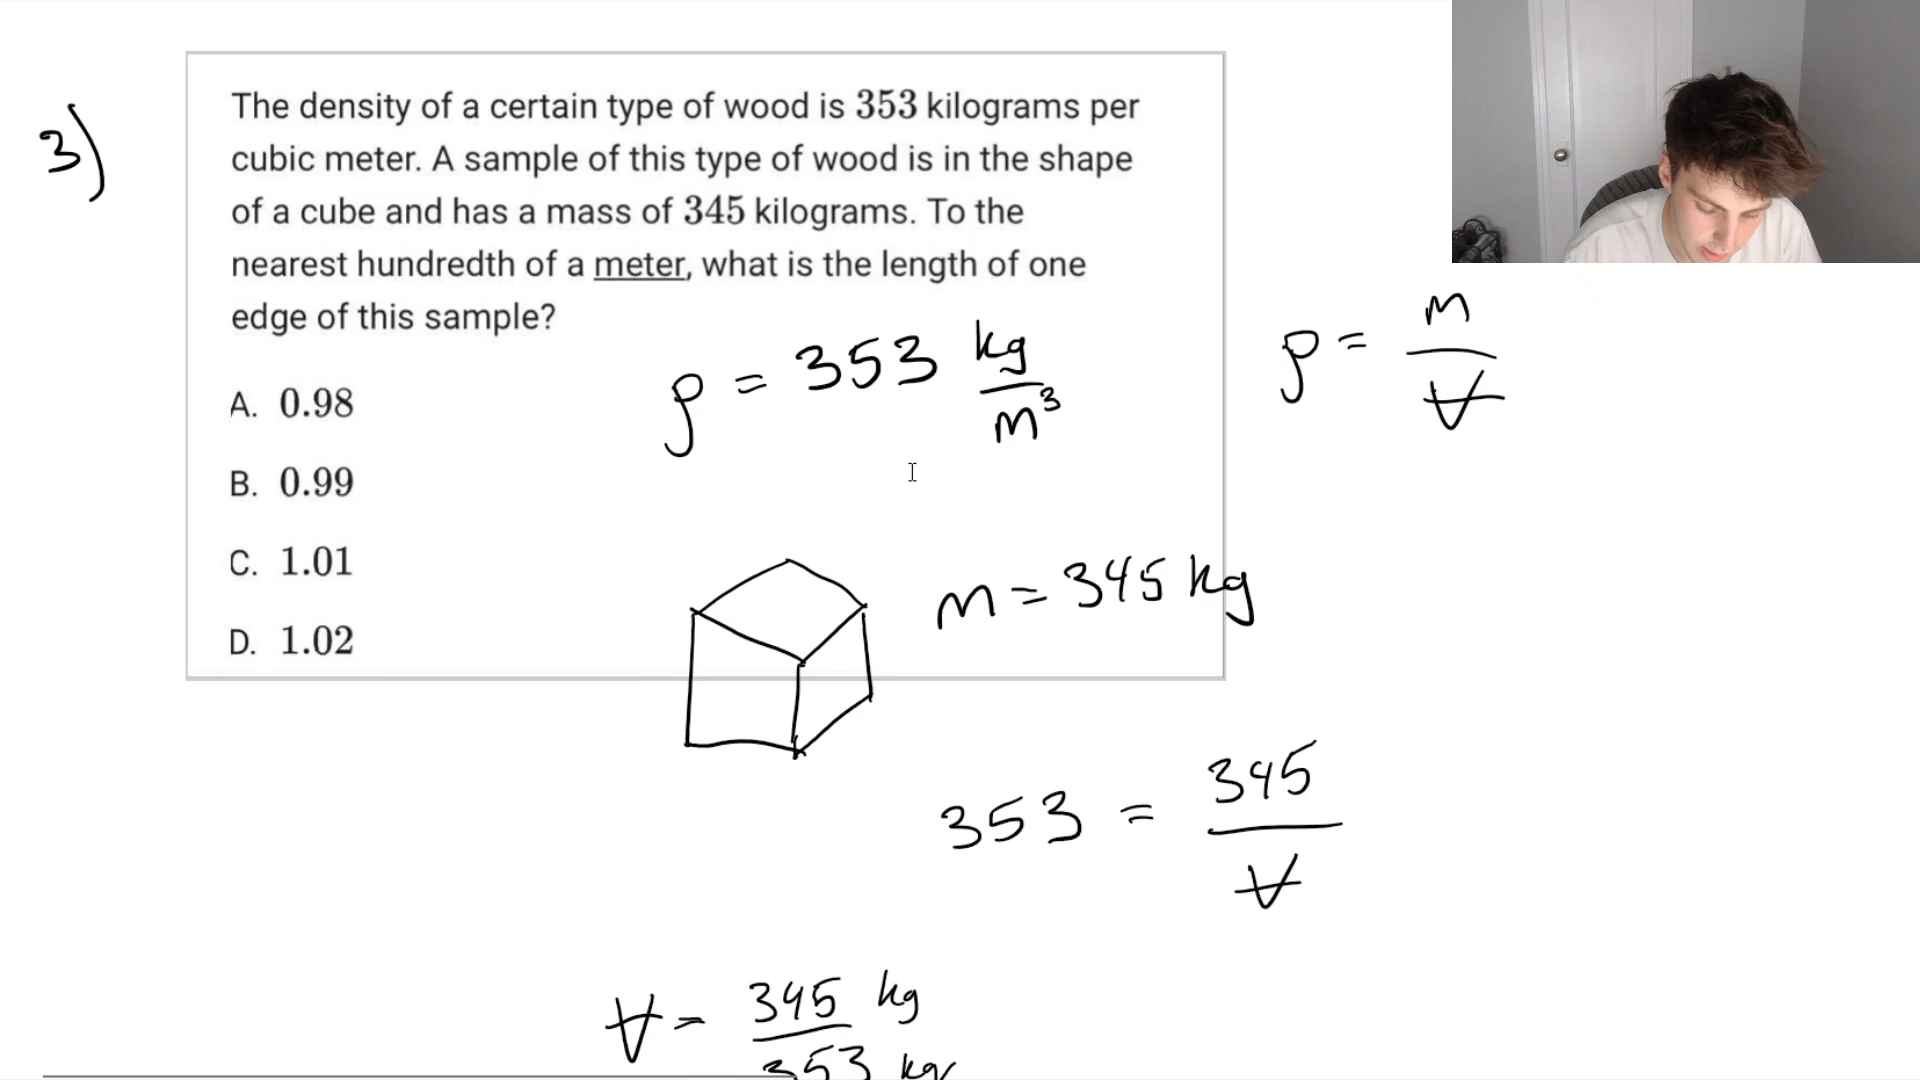 3)
The density of a certain type of wood is 353 kilograms per
cubic meter. A sample of this type of wood is in the shape
of a cube and has a mass of 345 kilograms. To the
nearest hundredth of a meter, what is the length of one
edge of this sample?
ρ = 353 kg/m³
ρ = m/V
A. 0.98
B. 0.99
C. 1.01
D. 1.02
m = 345 kg
353 = 345/V
V = 345 kg
353 kg